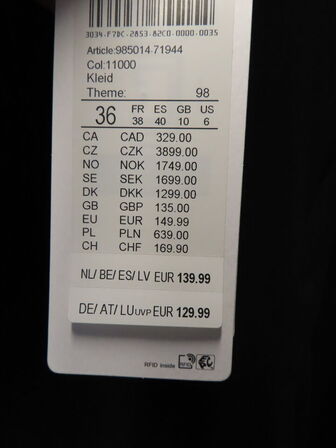 3034.F7DC.2853.82C0.0000.0035
Article:985014-71944
Col:11000
Kleid
Theme: 98
36 FR ES GB US
38 40 10 6
CA CAD 329.00
CZ CZK 3899.00
NO NOK 1749.00
SE SEK 1699.00
DK DKK 1299.00
GB GBP 135.00
EU EUR 149.99
PL PLN 639.00
CH CHF 169.90
NL/ BE/ ES/ LV EUR 139.99
DE/ AT/ LU UVP EUR 129.99
RFID inside RFID